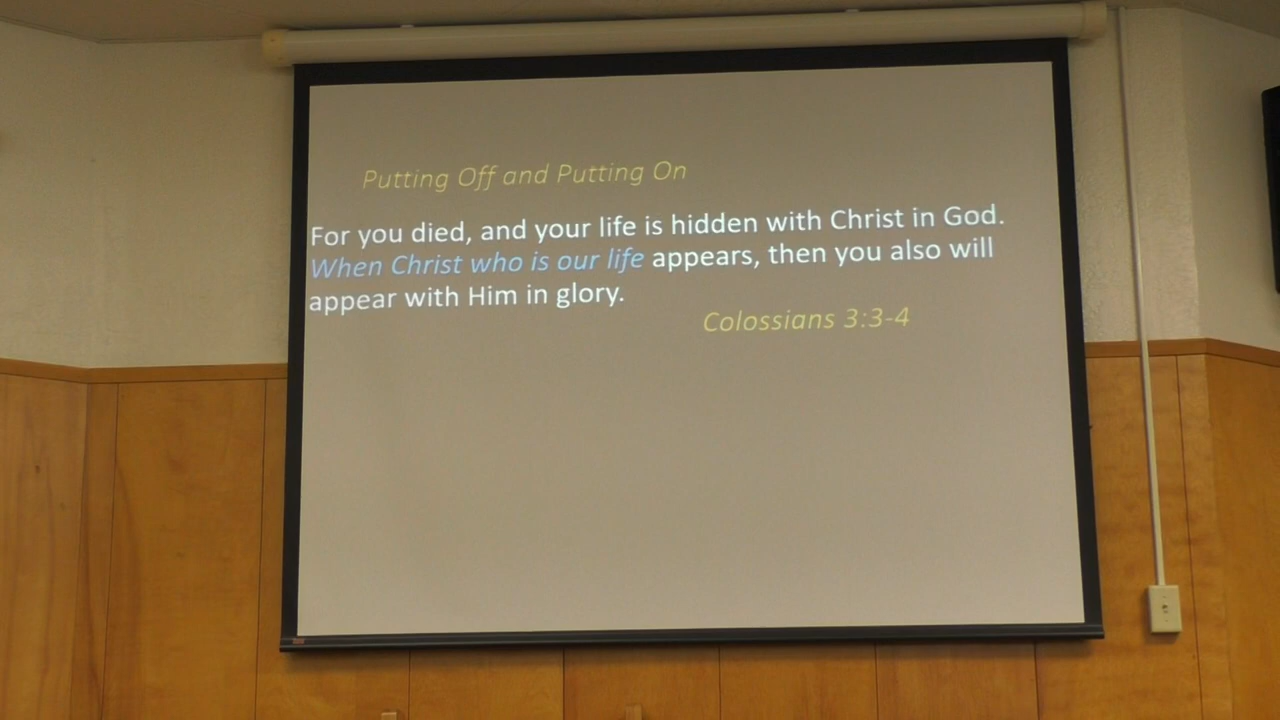 Putting Off and Putting On
For you died, and your life is hidden with Christ in God.
When Christ who is our life appears, then you also will
appear with Him in glory.
Colossians 3:3-4